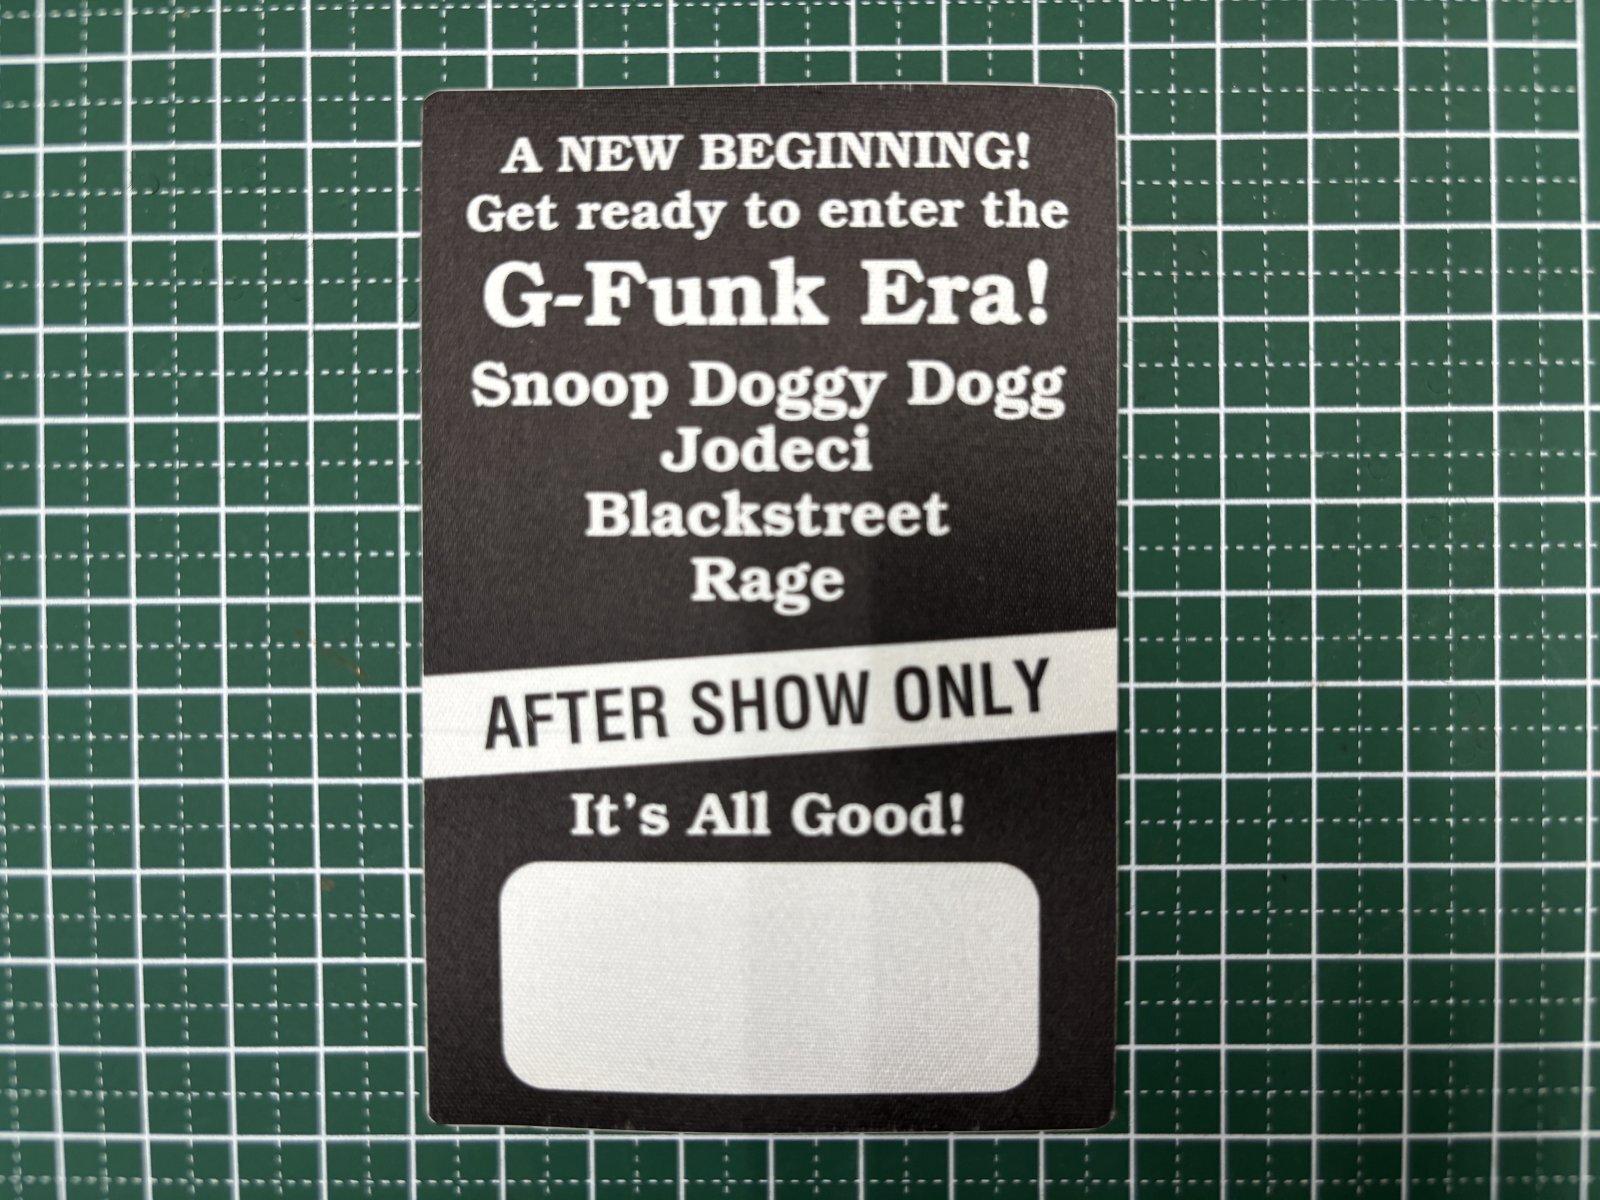 A NEW BEGINNING!
Get ready to enter the
G-Funk Era!
Snoop Doggy Dogg
Jodeci
Blackstreet
Rage
AFTER SHOW ONLY
It's All Good!